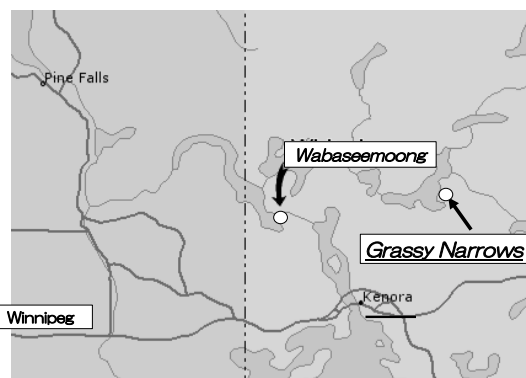 Pine Falls
Wabaseemoong
Grassy Narrows
Kenora
Winnipeg